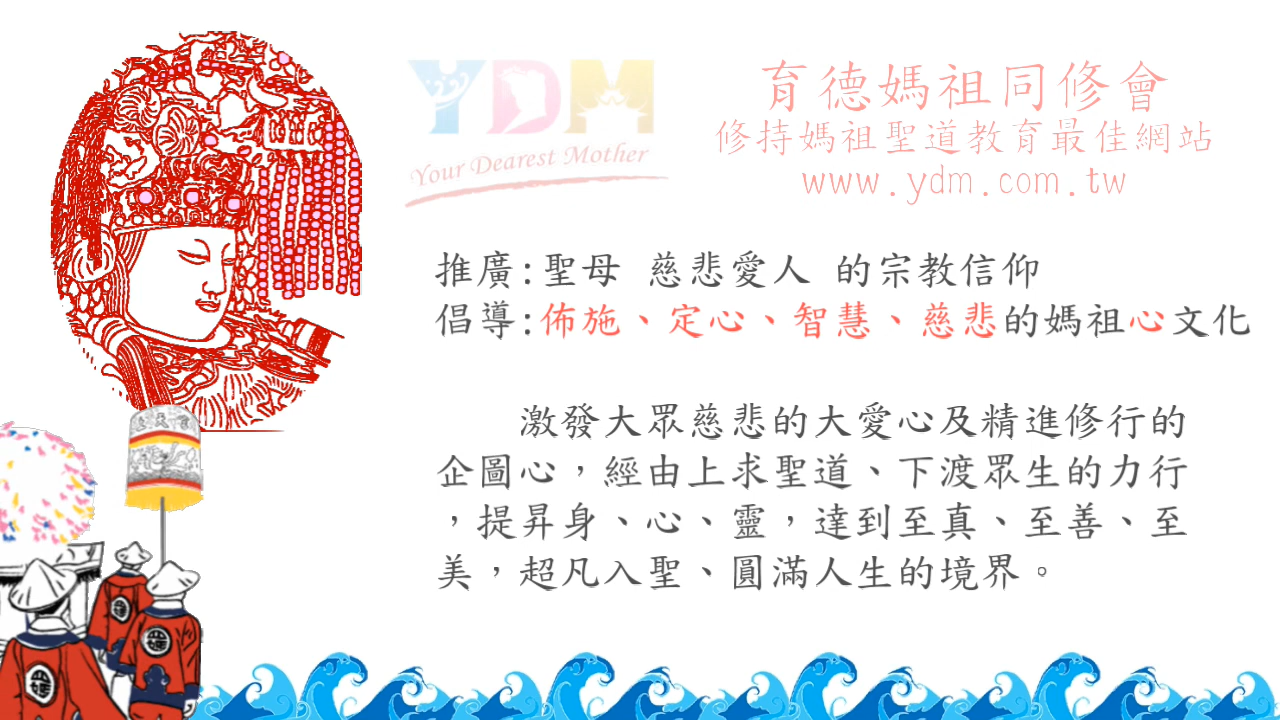 YDM
Your Dearest Mother
育德媽祖同修會
修持媽祖聖道教育最佳網站
www.ydm.com.tw
推廣:聖母 慈悲愛人 的宗教信仰
倡導:佈施、定心、智慧、慈悲的媽祖心文化
激發大眾慈悲的大愛心及精進修行的
企圖心，經由上求聖道、下渡眾生的力行
，提昇身、心、靈，達到至真、至善、至
美，超凡入聖、圓滿人生的境界。